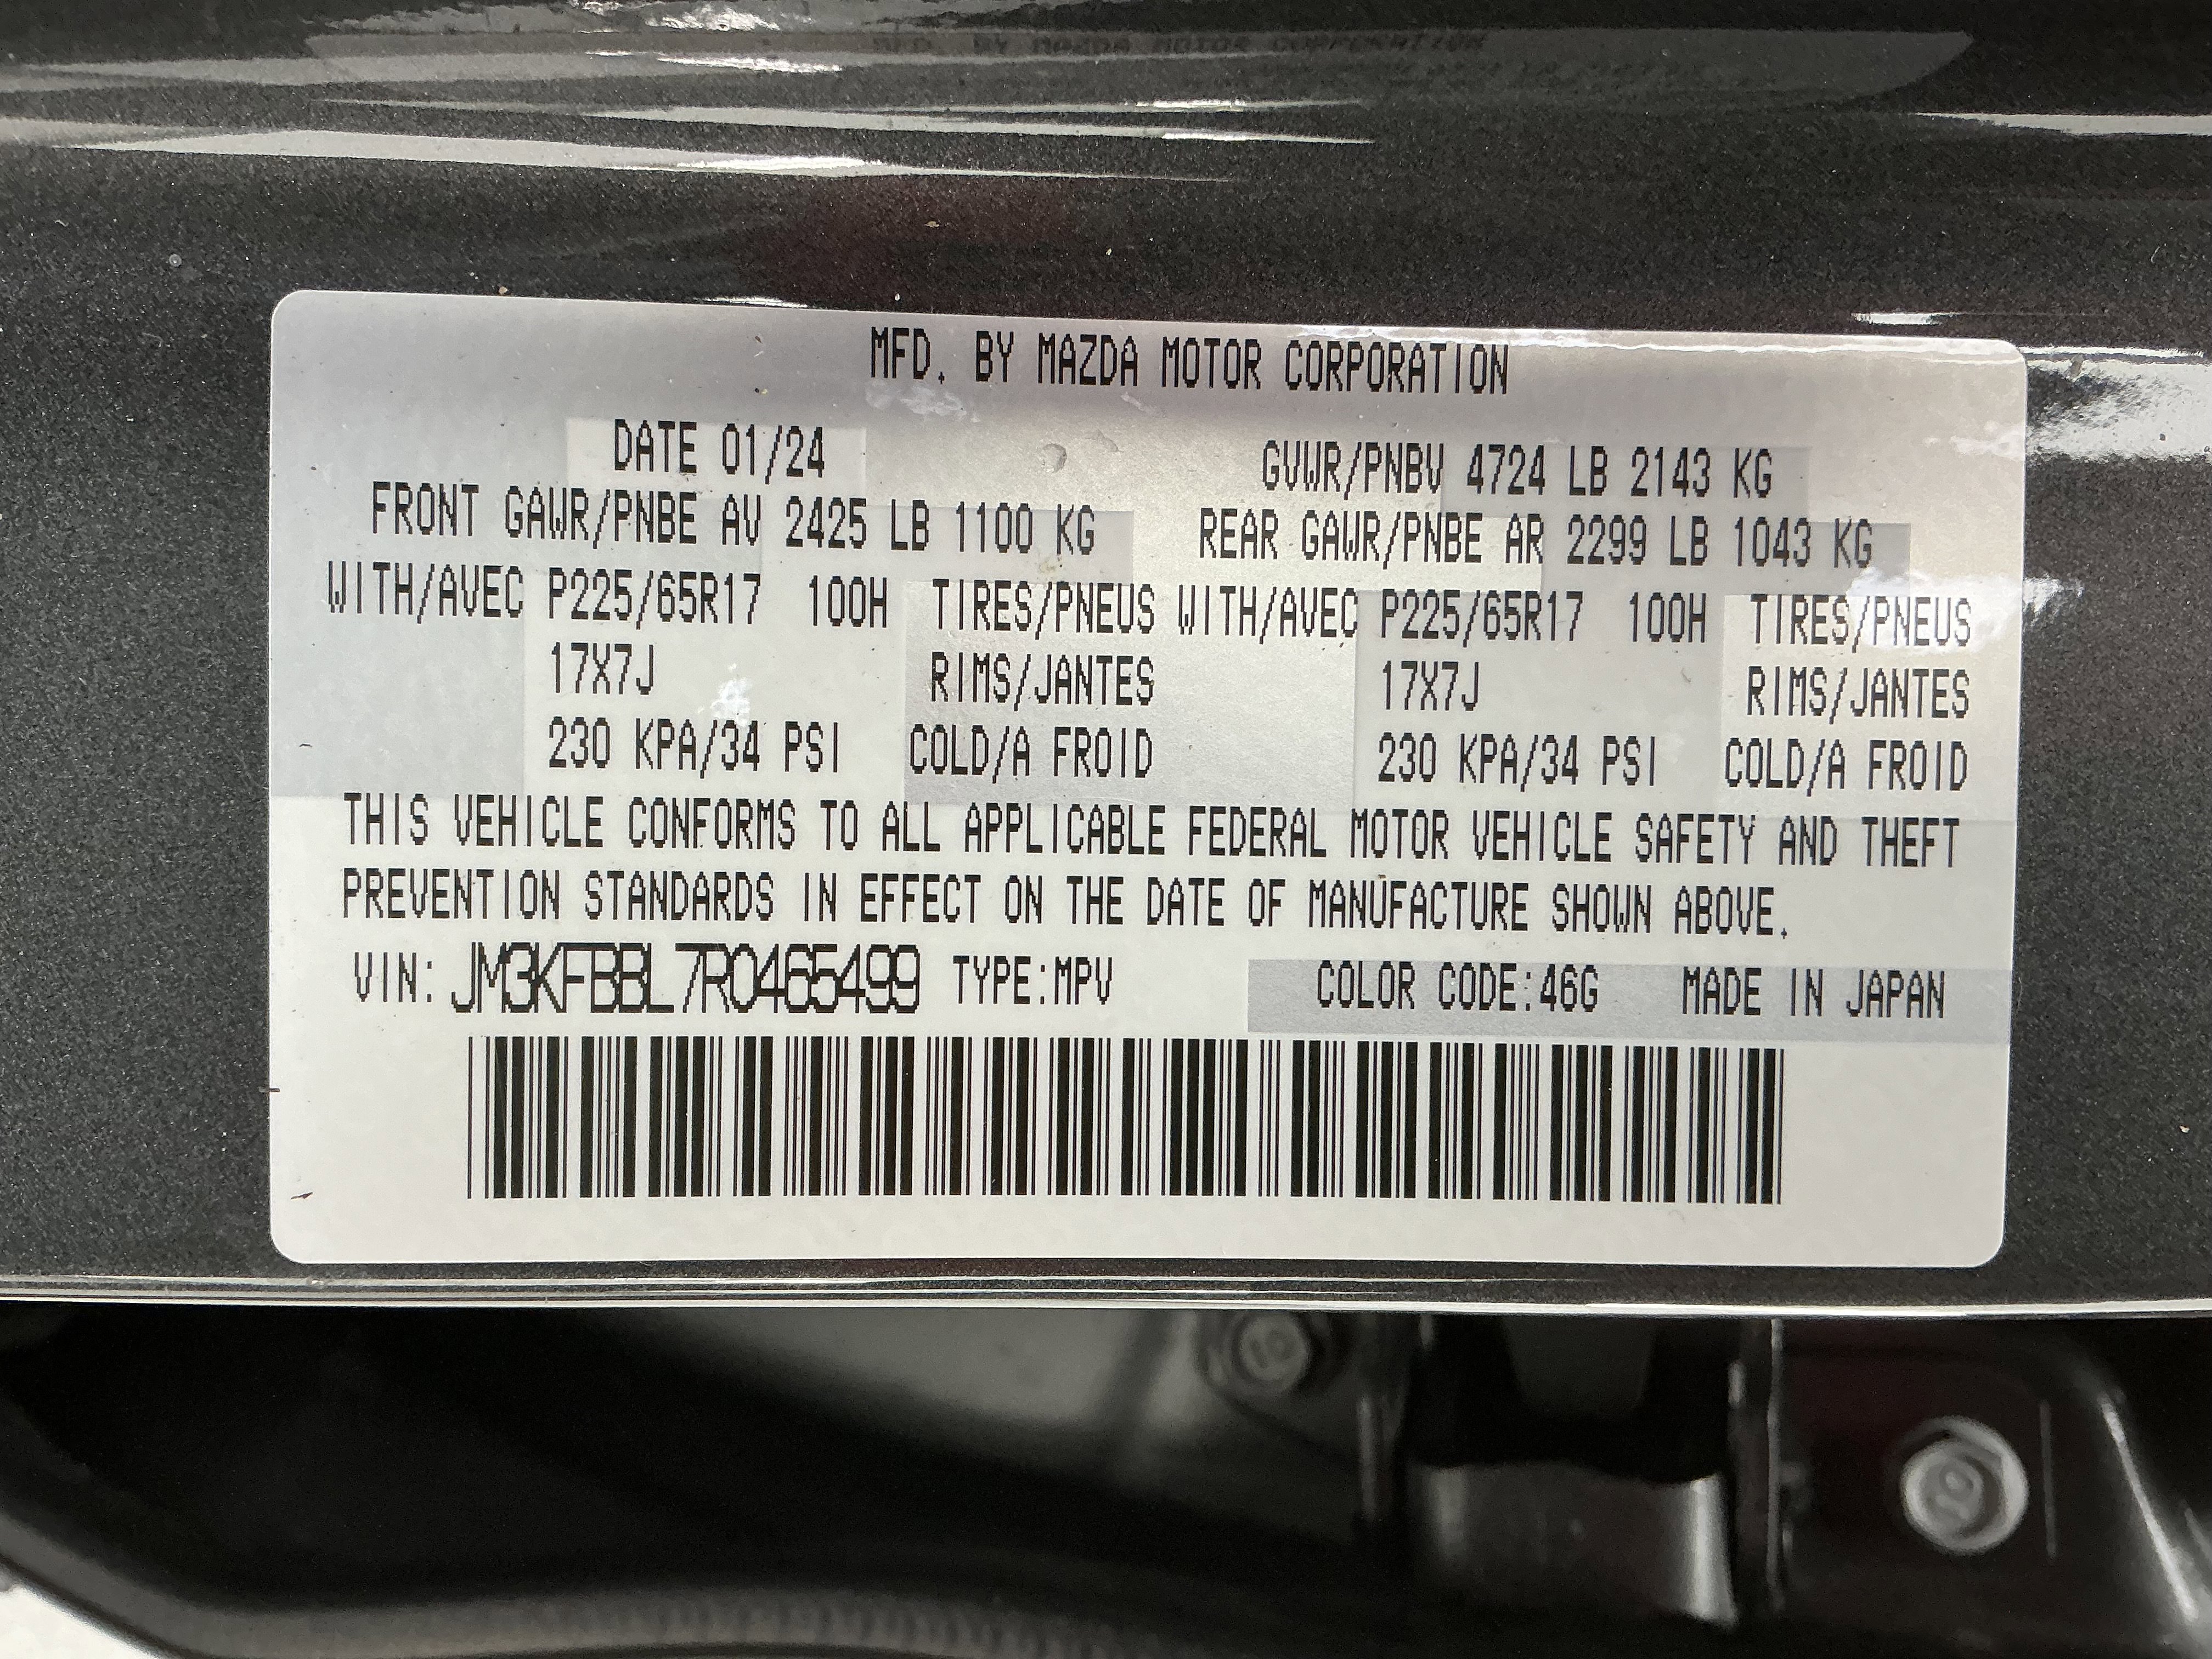 MFD. BY MAZDA MOTOR CORPORATION
DATE 01/24 GVWR/PNBV 4724 LB 2143 KG
FRONT GAWR/PNBE AV 2425 LB 1100 KG REAR GAWR/PNBE AR 2299 LB 1043 KG
WITH/AVEC P225/65R17 100H TIRES/PNEUS WITH/AVEC P225/65R17 100H TIRES/PNEUS
17X7J RIMS/JANTES 17X7J RIMS/JANTES
230 KPA/34 PSI COLD/A FROID 230 KPA/34 PSI COLD/A FROID
THIS VEHICLE CONFORMS TO ALL APPLICABLE FEDERAL MOTOR VEHICLE SAFETY AND THEFT
PREVENTION STANDARDS IN EFFECT ON THE DATE OF MANUFACTURE SHOWN ABOVE.
VIN: JM3KFBBL7R0465499 TYPE:MPV COLOR CODE:46G MADE IN JAPAN
10
10